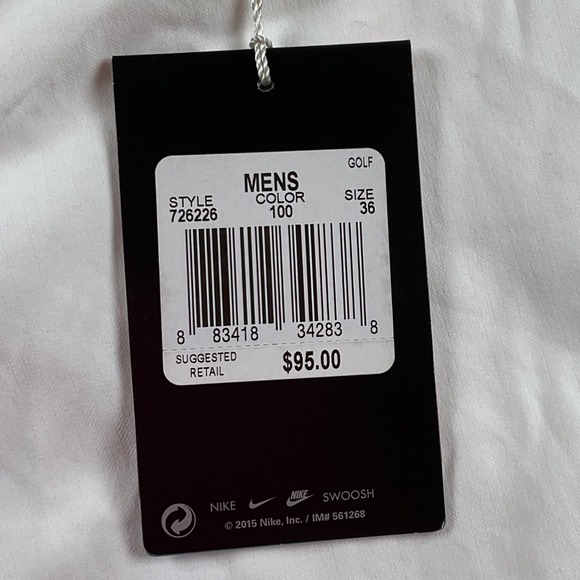 GOLF
MENS
STYLE COLOR SIZE
726226 100 36
8 83418 34283 8
SUGGESTED
RETAIL
$95.00
NIKE NIKE SWOOSH
© 2015 Nike, Inc. / IM# 561268